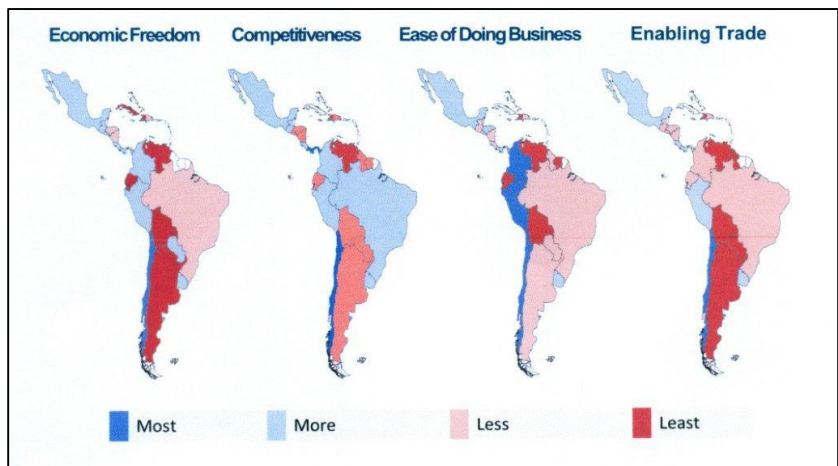 Economic Freedom Competitiveness Ease of Doing Business Enabling Trade
Most More Less Least